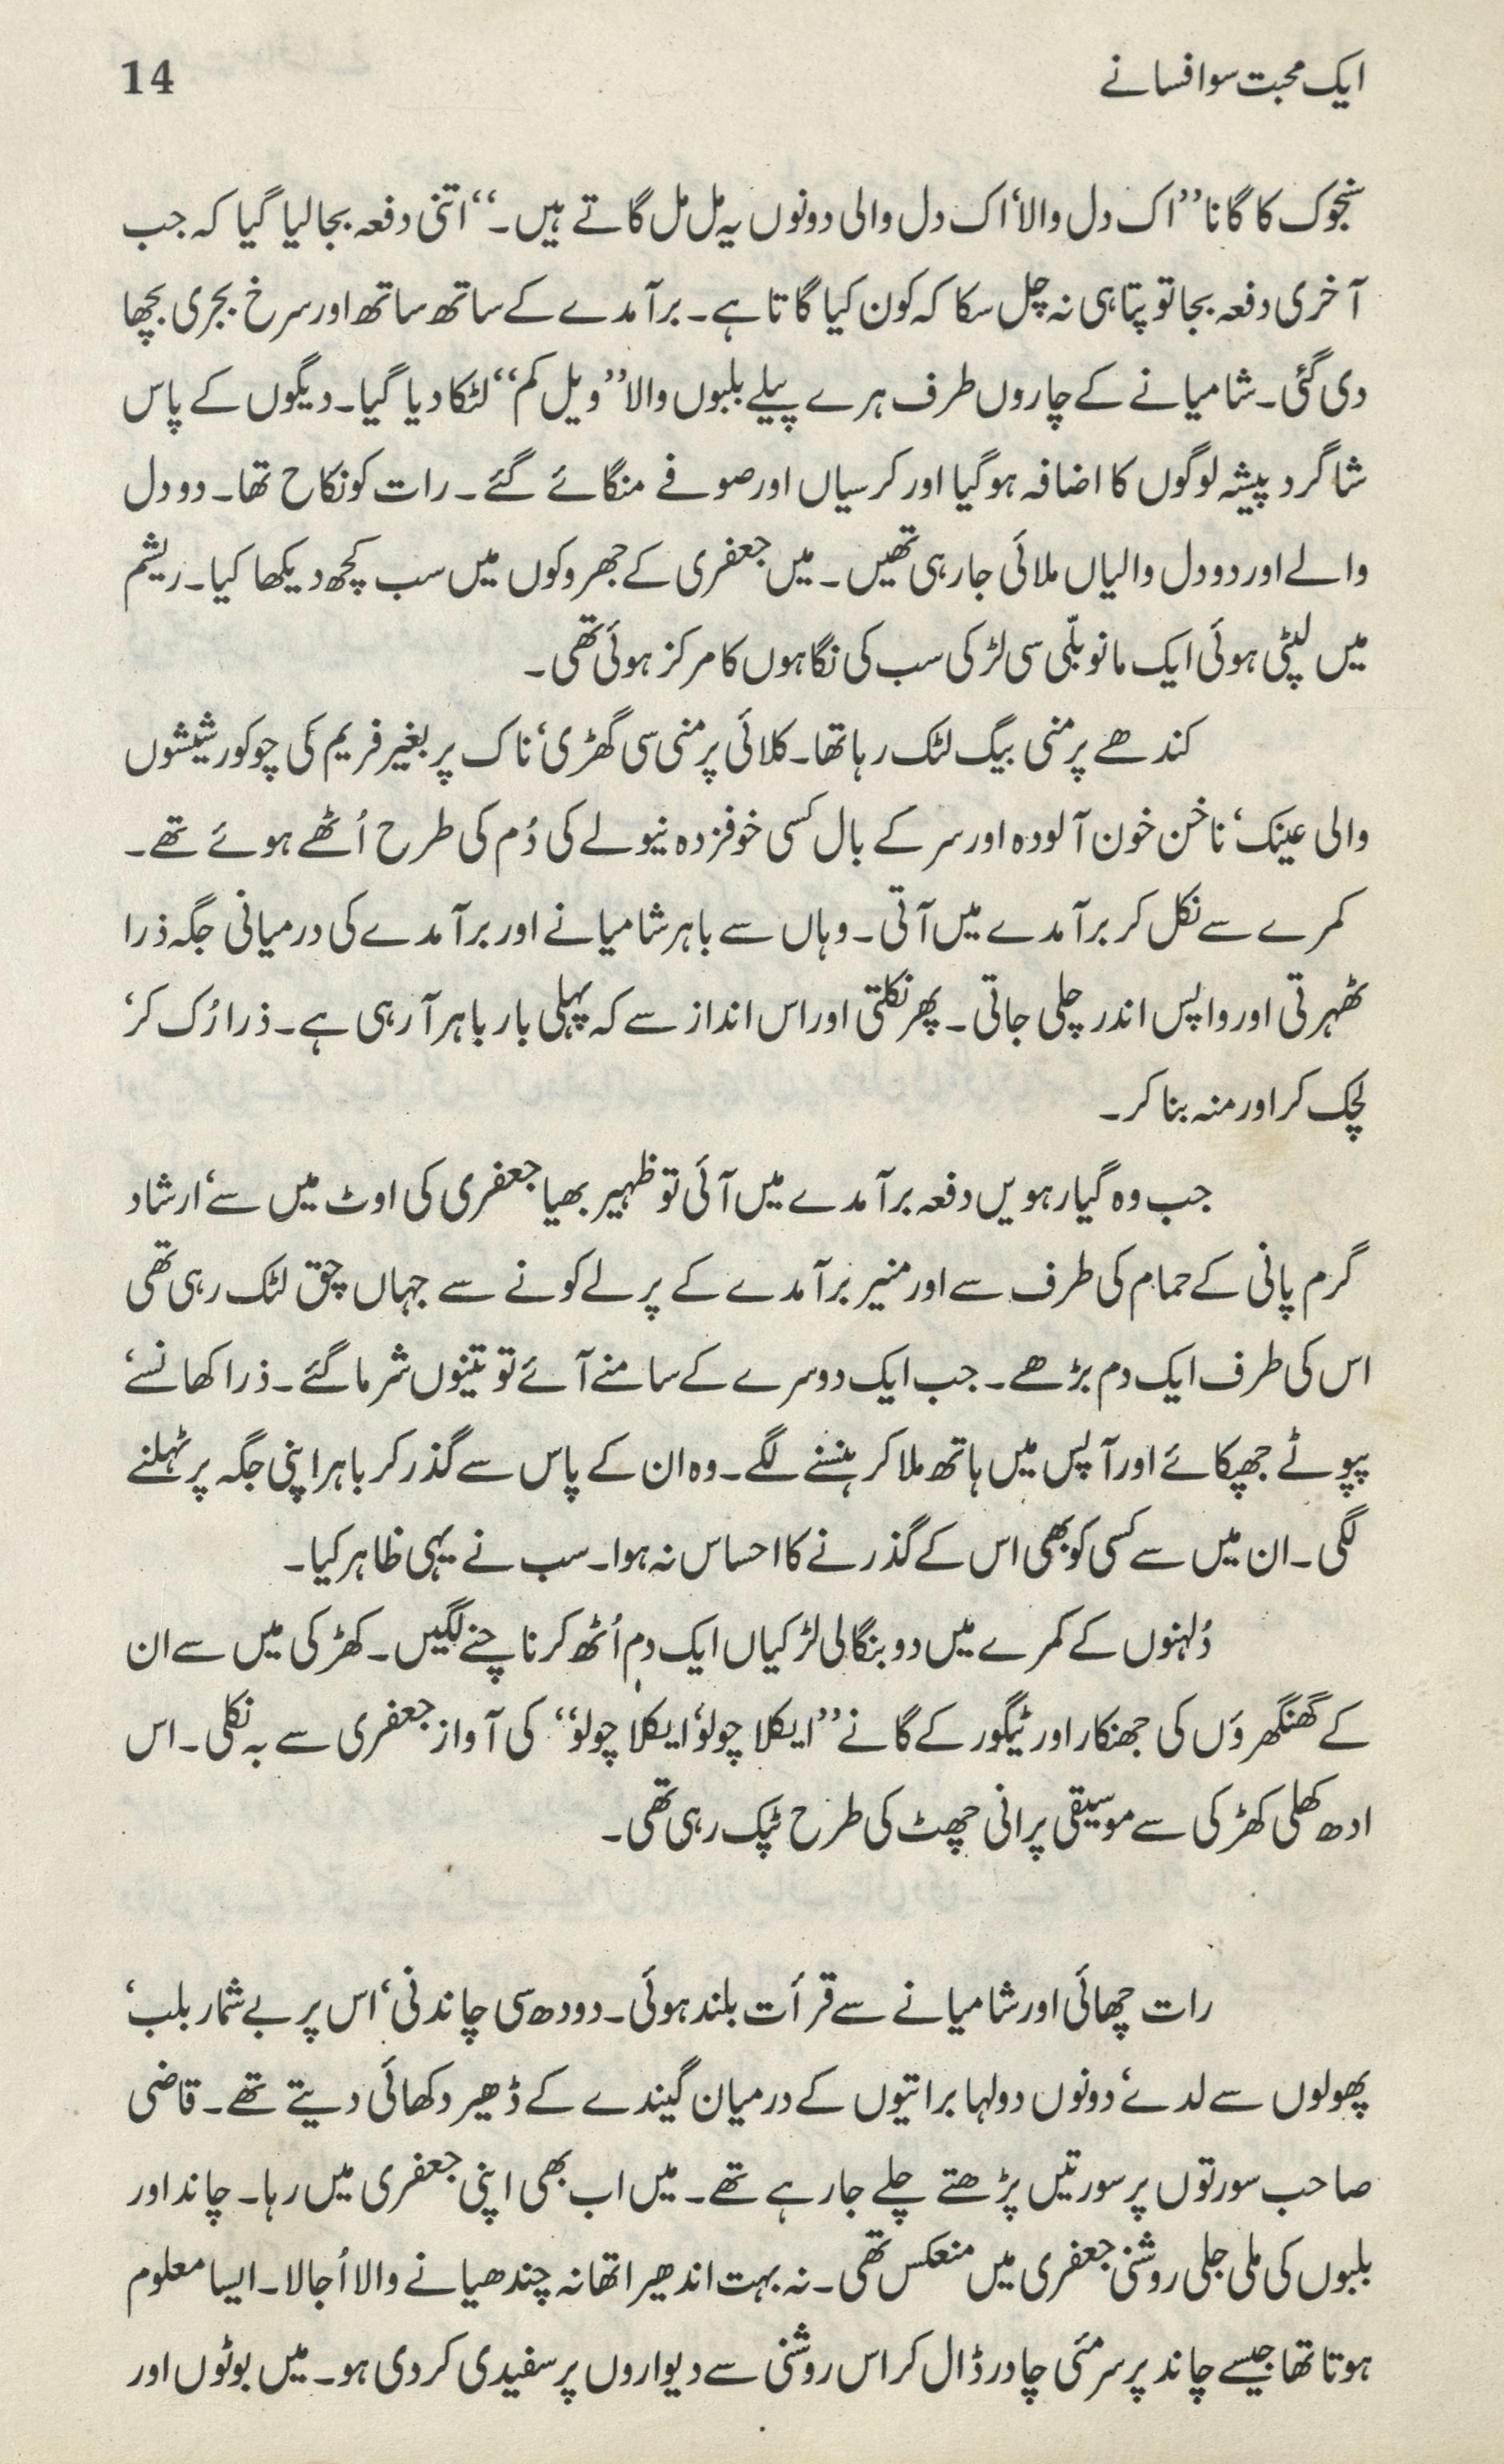 ایک محبت سو افسانے
14
سنجوک کا گانا ”اک دل والا‘ اک دل والی دونوں یہ مل مل گاتے ہیں۔“ اتنی دفعہ بجا لیا گیا کہ جب
آخری دفعہ بجا تو پتا ہی نہ چل سکا کہ کون کیا گاتا ہے۔ برآمدے کے ساتھ ساتھ اور سرخ بجری بچھا
دی گئی۔ شامیانے کے چاروں طرف ہرے پیلے بلبوں والا ”ویل کم“ لٹکا دیا گیا۔ دیگوں کے پاس
شاگرد پیشہ لوگوں کا اضافہ ہو گیا اور کرسیاں اور صوفے منگائے گئے۔ رات کو نکاح تھا۔ دو دل
والے اور دو دل والیاں ملائی جا رہی تھیں۔ میں جعفری کے جھروکوں میں سب کچھ دیکھا کیا۔ ریشم
میں لپٹی ہوئی ایک مانو بلّی سی لڑکی سب کی نگاہوں کا مرکز ہوئی تھی۔
کندھے پر منی بیگ لٹک رہا تھا۔ کلائی پر منی سی گھڑی‘ ناک پر بغیر فریم کی چوکور شیشوں
والی عینک‘ ناخن خون آلودہ اور سر کے بال کسی خوفزدہ نیولے کی دُم کی طرح اُٹھے ہوئے تھے۔
کمرے سے نکل کر برآمدے میں آتی۔ وہاں سے باہر شامیانے اور برآمدے کی درمیانی جگہ ذرا
ٹھہرتی اور واپس اندر چلی جاتی۔ پھر نکلتی اور اس انداز سے کہ پہلی بار باہر آ رہی ہے۔ ذرا رُک کر‘
لچک کر اور منہ بنا کر۔
جب وہ گیارہویں دفعہ برآمدے میں آئی تو ظہیر بھیا جعفری کی اوٹ میں سے‘ ارشاد
گرم پانی کے حمام کی طرف سے اور منیر برآمدے کے پرلے کونے سے جہاں چق لٹک رہی تھی
اس کی طرف ایک دم بڑھے۔ جب ایک دوسرے کے سامنے آئے تو تینوں شرما گئے۔ ذرا کھانسے‘
پپوٹے جھپکائے اور آپس میں ہاتھ ملا کر ہنسنے لگے۔ وہ ان کے پاس سے گذر کر باہر اپنی جگہ پر ٹہلنے
لگی۔ ان میں سے کسی کو بھی اس کے گذرنے کا احساس نہ ہوا۔ سب نے یہی ظاہر کیا۔
دُلہنوں کے کمرے میں دو بنگالی لڑکیاں ایک دم اُٹھ کر ناچنے لگیں۔ کھڑکی میں سے ان
کے گھنگھروَں کی جھنکار اور ٹیگور کے گانے ”ایکلا چولو‘ ایکلا چولو“ کی آواز جعفری سے بہ نکلی۔ اس
ادھ کھلی کھڑکی سے موسیقی پرانی چھت کی طرح ٹپک رہی تھی۔
رات چھائی اور شامیانے سے قرأت بلند ہوئی۔ دودھ سی چاندنی‘ اس پر بے شمار بلب‘
پھولوں سے لدے‘ دونوں دولہا براتیوں کے درمیان گیندے کے ڈھیر دکھائی دیتے تھے۔ قاضی
صاحب سورتوں پر سورتیں پڑھتے چلے جا رہے تھے۔ میں اب بھی اپنی جعفری میں رہا۔ چاند اور
بلبوں کی ملی جلی روشنی جعفری میں منعکس تھی۔ نہ بہت اندھیرا تھا نہ چندھیانے والا اُجالا۔ ایسا معلوم
ہوتا تھا جیسے چاند پر سرمئی چادر ڈال کر اس روشنی سے دیواروں پر سفیدی کر دی ہو۔ میں بوٹوں اور